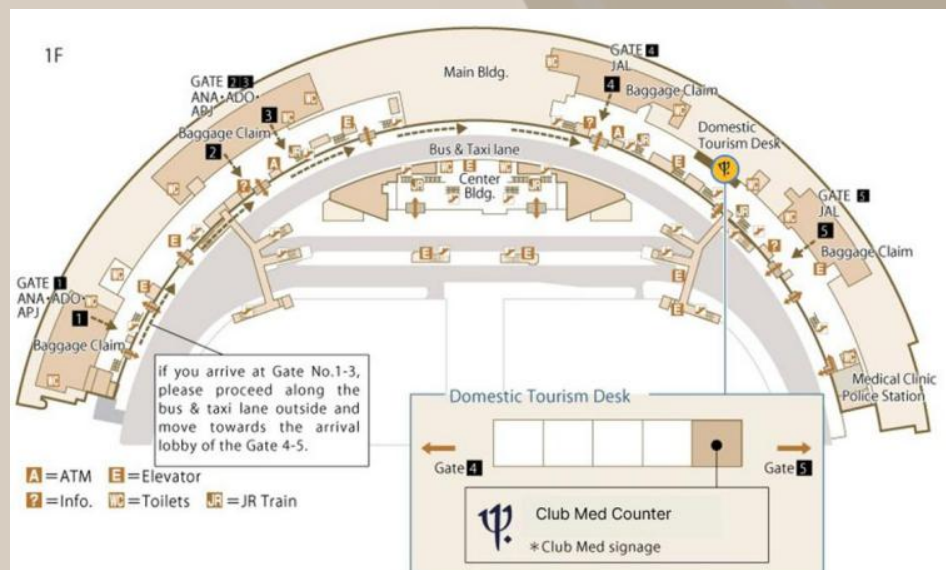 1F
GATE 2 3
ANA・ADO・
APJ
3
Baggage Claim
2
Main Bldg.
GATE 4
JAL
4
Baggage Claim
Domestic
Tourism Desk
Bus & Taxi lane
Center
Bldg.
GATE 5
JAL
5
Baggage Claim
GATE 1
ANA・ADO・
APJ
1
Baggage Claim
if you arrive at Gate No.1-3,
please proceed along the
bus & taxi lane outside and
move towards the arrival
lobby of the Gate 4-5.
Medical Clinic
Police Station
A =ATM E =Elevator
? =Info. WC =Toilets JR =JR Train
Domestic Tourism Desk
Gate 4
Gate 5
Club Med Counter
*Club Med signage